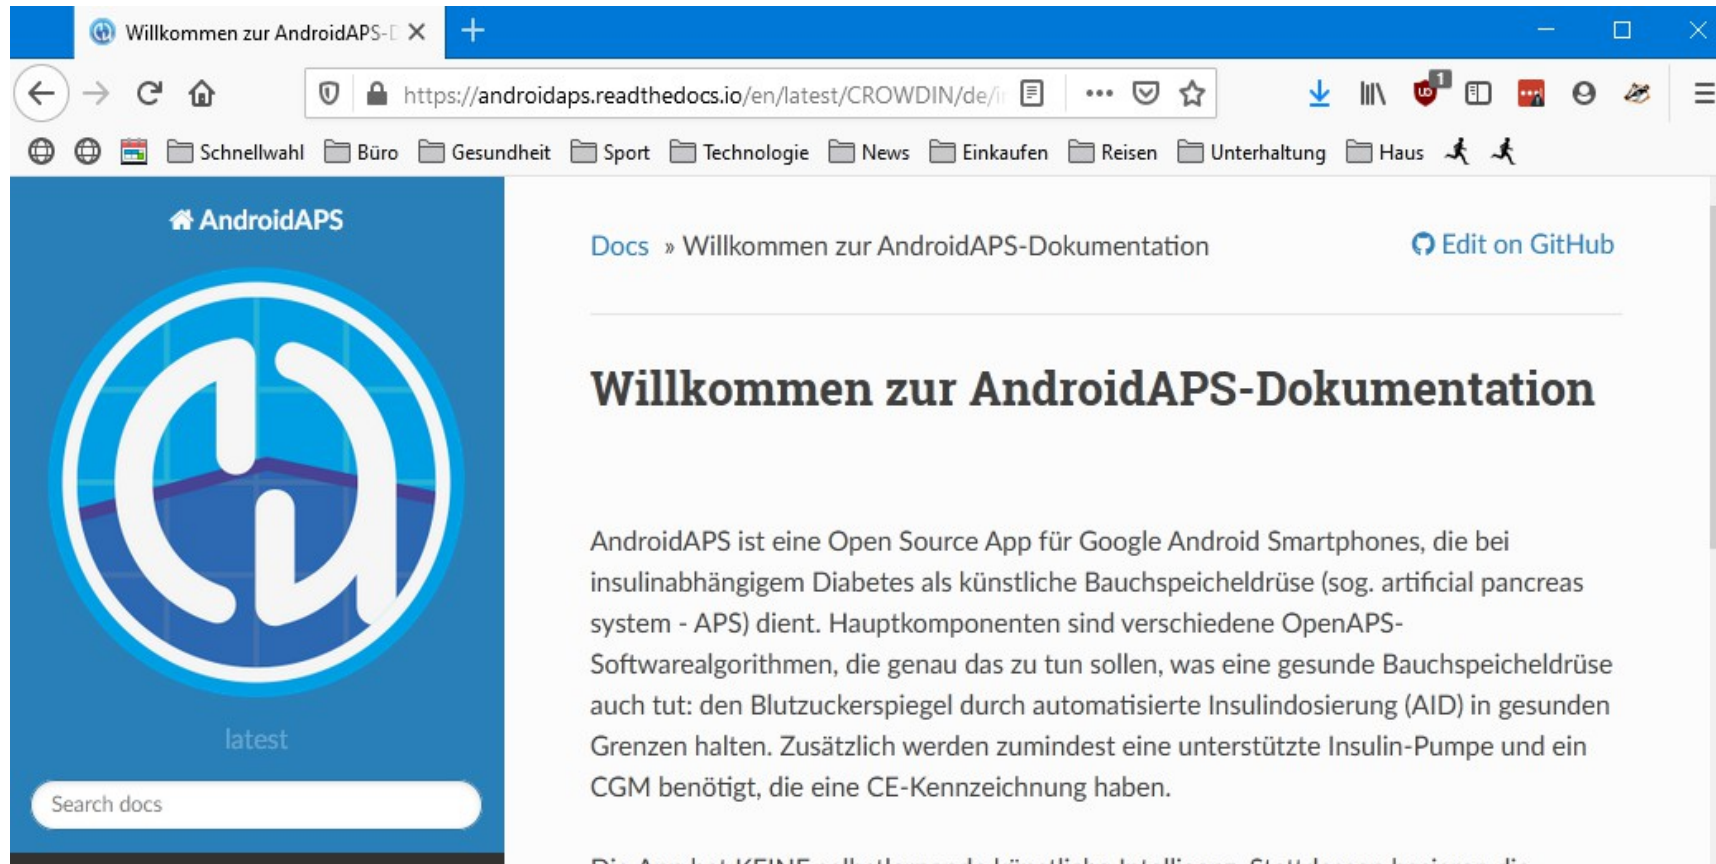 Willkommen zur AndroidAPS-D
https://androidaps.readthedocs.io/en/latest/CROWDIN/de/i
1
Schnellwahl Büro Gesundheit Sport Technologie News Einkaufen Reisen Unterhaltung Haus
AndroidAPS
latest
Search docs
Docs » Willkommen zur AndroidAPS-Dokumentation
Edit on GitHub
Willkommen zur AndroidAPS-Dokumentation
AndroidAPS ist eine Open Source App für Google Android Smartphones, die bei
insulinabhängigem Diabetes als künstliche Bauchspeicheldrüse (sog. artificial pancreas
system - APS) dient. Hauptkomponenten sind verschiedene OpenAPS-
Softwarealgorithmen, die genau das zu tun sollen, was eine gesunde Bauchspeicheldrüse
auch tut: den Blutzuckerspiegel durch automatisierte Insulindosierung (AID) in gesunden
Grenzen halten. Zusätzlich werden zumindest eine unterstützte Insulin-Pumpe und ein
CGM benötigt, die eine CE-Kennzeichnung haben.